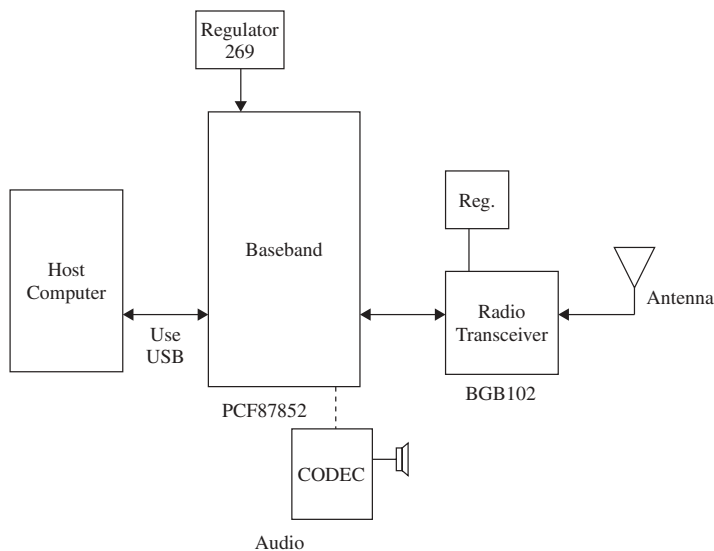 Regulator
269
Reg.
Baseband
Host
Computer
Radio
Transceiver
Antenna
Use
USB
BGB102
PCF87852
CODEC
Audio